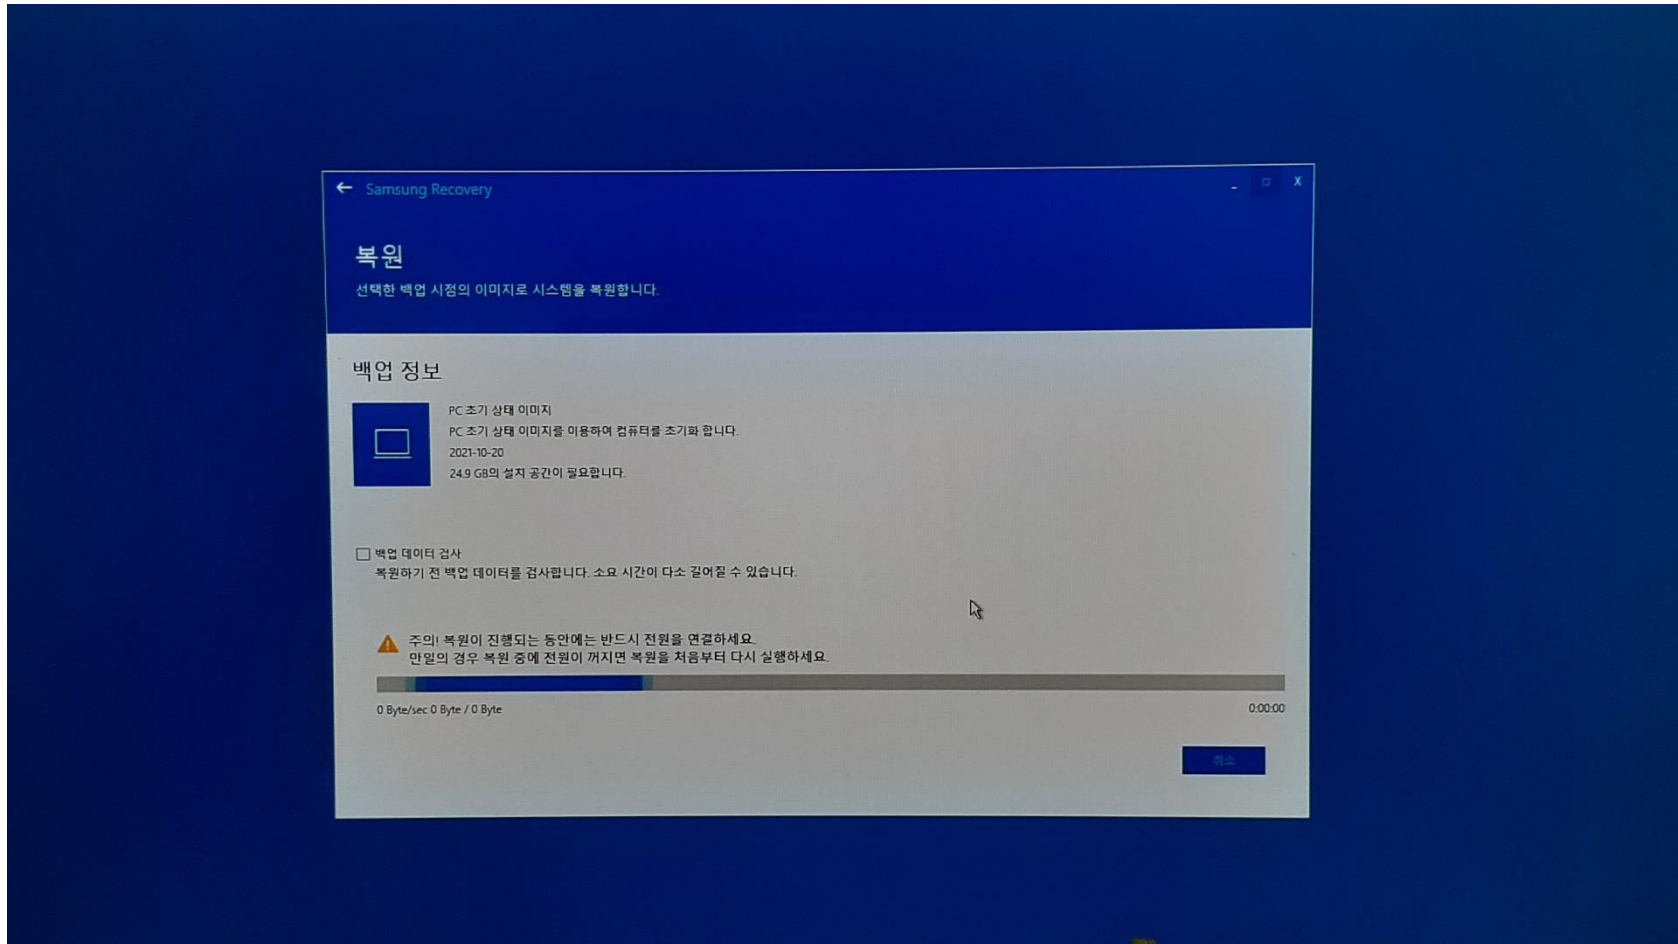 Samsung Recovery
복원
선택한 백업 시점의 이미지로 시스템을 복원합니다.
백업 정보
PC 초기 상태 이미지
PC 초기 상태 이미지를 이용하여 컴퓨터를 초기화 합니다.
2021-10-20
24.9 GB의 설치 공간이 필요합니다.
백업 데이터 검사
복원하기 전 백업 데이터를 검사합니다. 소요 시간이 다소 길어질 수 있습니다.
주의! 복원이 진행되는 동안에는 반드시 전원을 연결하세요.
만일의 경우 복원 중에 전원이 꺼지면 복원을 처음부터 다시 실행하세요.
0 Byte/sec 0 Byte / 0 Byte
0:00:00
취소